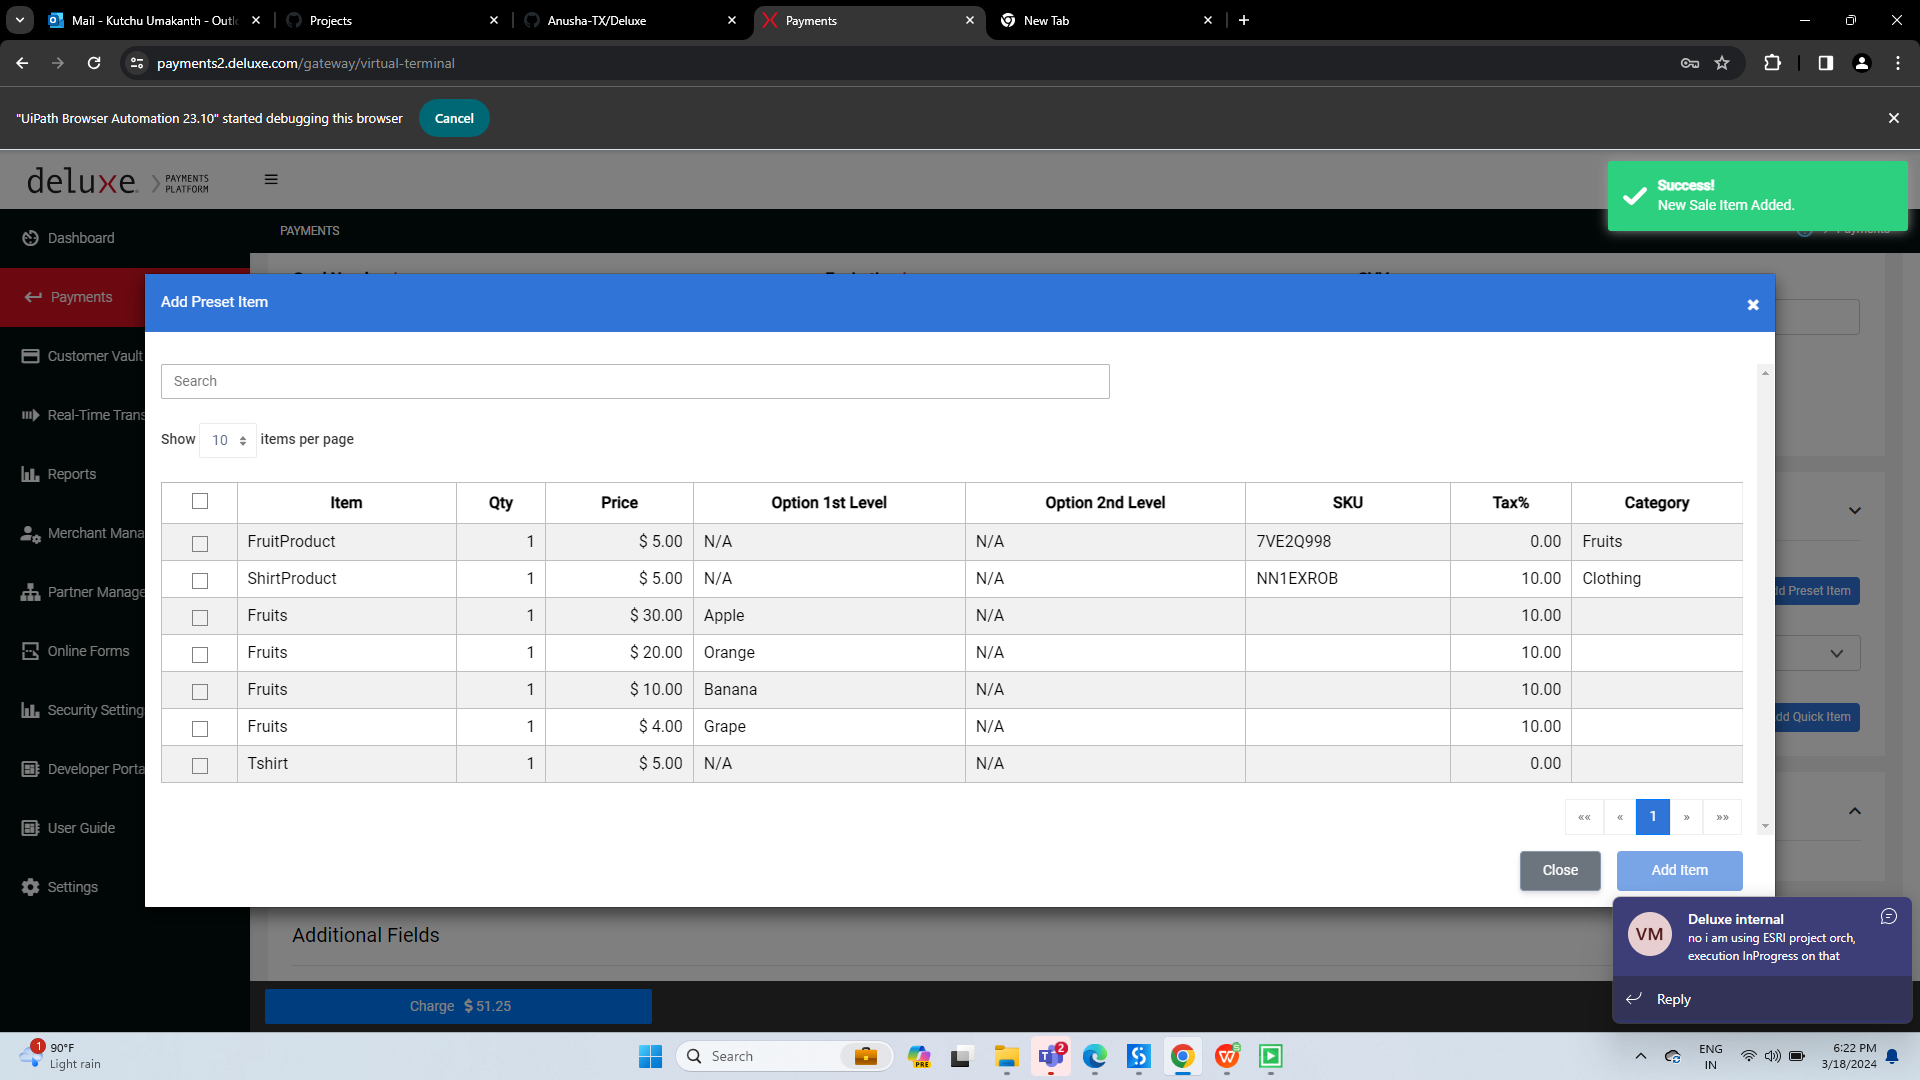 Mail - Kutchu Umakanth - Outl
Projects
Anusha-TX/Deluxe
Payments
New Tab
payments2.deluxe.com/gateway/virtual-terminal
"UiPath Browser Automation 23.10" started debugging this browser
Cancel
deluxe
PAYMENTS
PLATFORM
Success!
New Sale Item Added.
Dashboard
PAYMENTS
Payments
Add Preset Item
Customer Vault
Search
Real-Time Trans
Show 10 items per page
Reports
Item Qty Price Option 1st Level Option 2nd Level SKU Tax% Category
Merchant Mana
FruitProduct 1 $ 5.00 N/A N/A 7VE2Q998 0.00 Fruits
ShirtProduct 1 $ 5.00 N/A N/A NN1EXROB 10.00 Clothing
Partner Manage
d Preset Item
Fruits 1 $ 30.00 Apple N/A 10.00
Online Forms
Fruits 1 $ 20.00 Orange N/A 10.00
Fruits 1 $ 10.00 Banana N/A 10.00
Security Setting
dd Quick Item
Fruits 1 $ 4.00 Grape N/A 10.00
Developer Porta
Tshirt 1 $ 5.00 N/A N/A 0.00
«« « 1 » »»
User Guide
Close
Add Item
Settings
Additional Fields
VM
Deluxe internal
no i am using ESRI project orch,
execution InProgress on that
Reply
Charge $ 51.25
1
90°F
Light rain
Search
PRE
2
ENG
IN
6:22 PM
3/18/2024